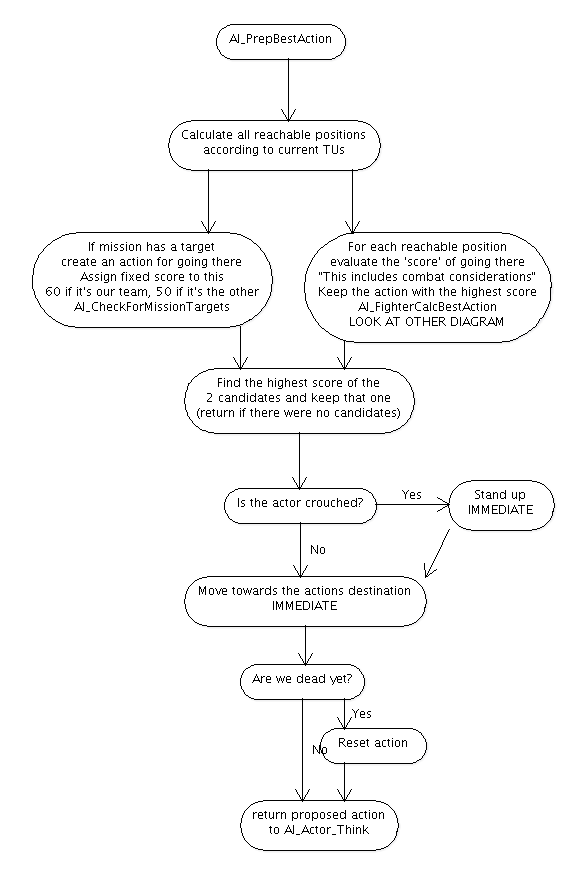 AI_PrepBestAction
Calculate all reachable positions
according to current TUs
If mission has a target
create an action for going there
Assign fixed score to this
60 if it's our team, 50 if it's the other
AI_CheckForMissionTargets
For each reachable position
evaluate the 'score' of going there
"This includes combat considerations"
Keep the action with the highest score
AI_FighterCalcBestAction
LOOK AT OTHER DIAGRAM
Find the highest score of the
2 candidates and keep that one
(return if there were no candidates)
Is the actor crouched?
Yes
Stand up
IMMEDIATE
No
Move towards the actions destination
IMMEDIATE
Are we dead yet?
Yes
No
Reset action
return proposed action
to AI_Actor_Think